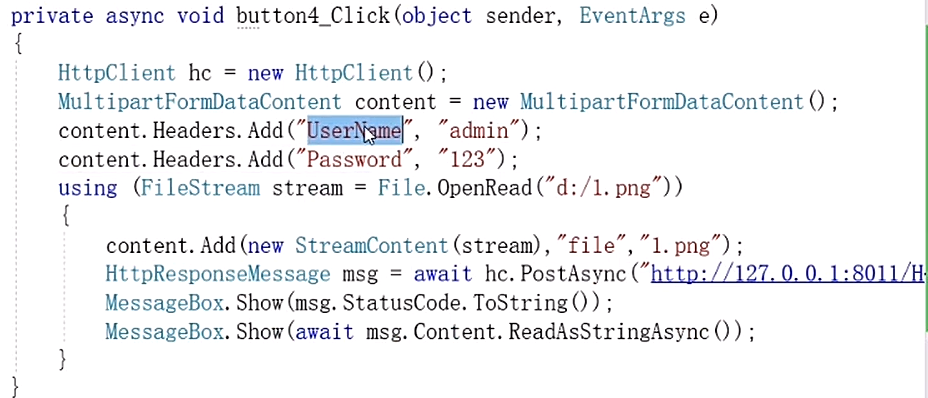 private async void button4_Click(object sender, EventArgs e)
{
HttpClient hc = new HttpClient();
MultipartFormDataContent content = new MultipartFormDataContent();
content.Headers.Add("UserName", "admin");
content.Headers.Add("Password", "123");
using (FileStream stream = File.OpenRead("d:/1.png"))
{
content.Add(new StreamContent(stream),"file","1.png");
HttpResponseMessage msg = await hc.PostAsync("http://127.0.0.1:8011/H
MessageBox.Show(msg.StatusCode.ToString());
MessageBox.Show(await msg.Content.ReadAsStringAsync());
}
}